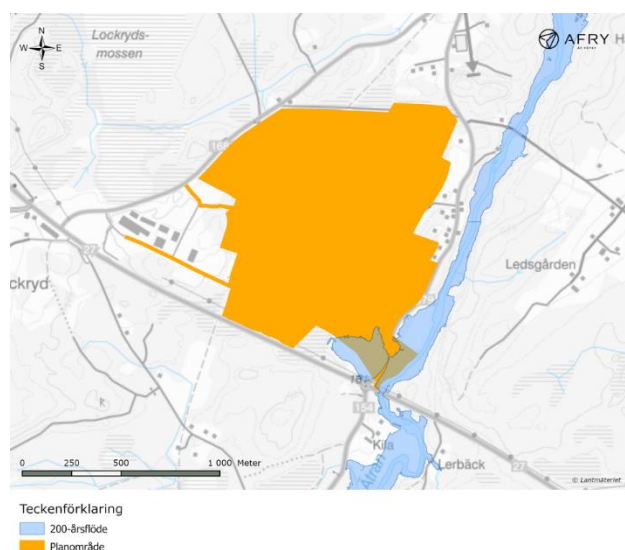 N
W E
S
Lockryds-
mossen
AFRY
H
168
27
ckryd
Ledsgården
154
Kila
Lerbäck
27
Ätran
0 250 500 1 000 Meter
© Lantmäteriet
Teckenförklaring
200-årsflöde
Planområde